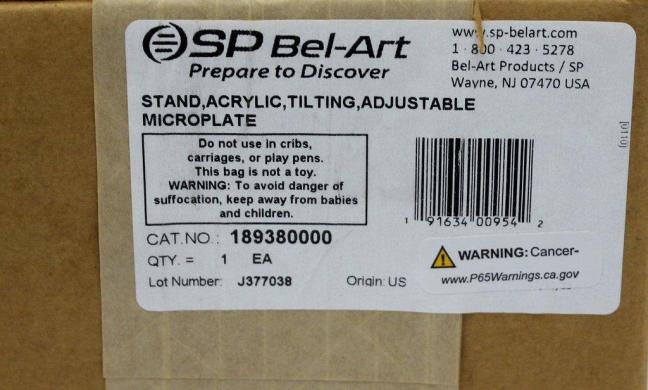 SP Bel-Art
Prepare to Discover
www.sp-belart.com
1 · 800 · 423 · 5278
Bel-Art Products / SP
Wayne, NJ 07470 USA
STAND,ACRYLIC,TILTING,ADJUSTABLE
MICROPLATE
[0110]
Do not use in cribs,
carriages, or play pens.
This bag is not a toy.
WARNING: To avoid danger of
suffocation, keep away from babies
and children.
1 91634 00954 2
CAT.NO.: 189380000
QTY. = 1 EA
Lot Number: J377038 Origin: US
WARNING: Cancer-
www.P65Warnings.ca.gov